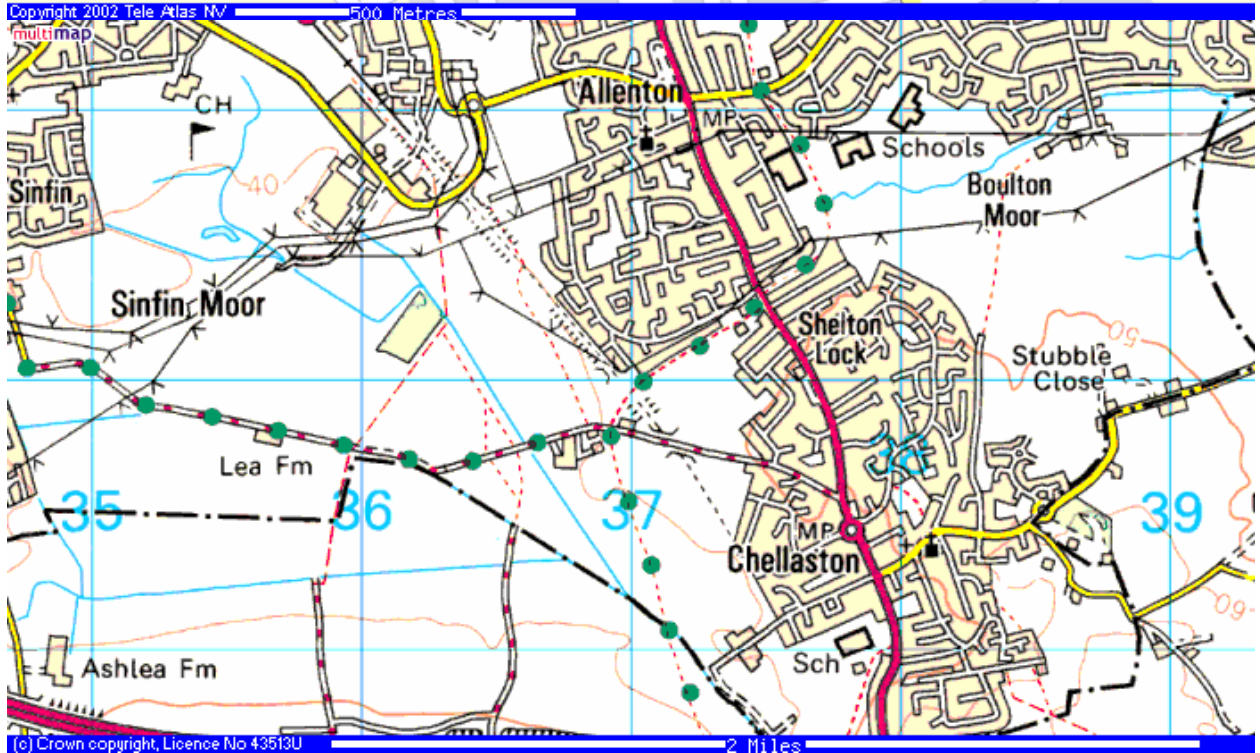 Copyright 2002 Tele Atlas NV
500 Metres
multimap
CH
Allenton
MP
Schools
40
Sinfin
Boulton
Moor
Sinfin Moor
Shelton
Lock
50
Stubble
Close
Lea Fm
35
36
37
39
MP
Chellaston
60
Sch
Ashlea Fm
(c) Crown copyright, Licence No 43513U
2 Miles